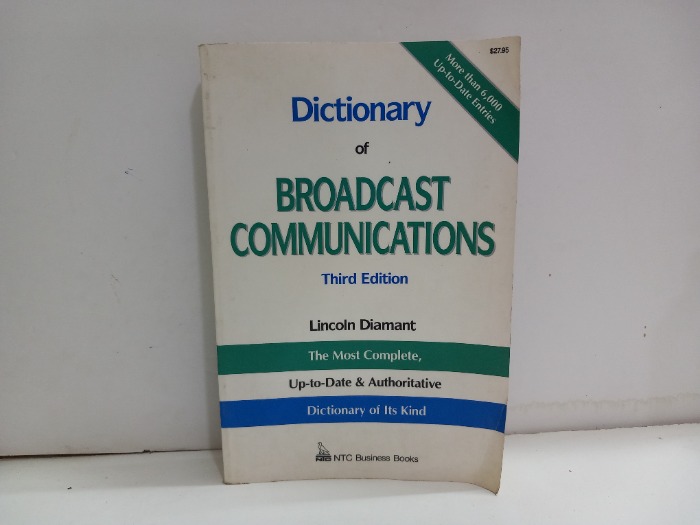 $27.95
More than 6,000
Up-to-Date Entries
Dictionary
of
BROADCAST
COMMUNICATIONS
Third Edition
Lincoln Diamant
The Most Complete,
Up-to-Date & Authoritative
Dictionary of Its Kind
NTC NTC Business Books